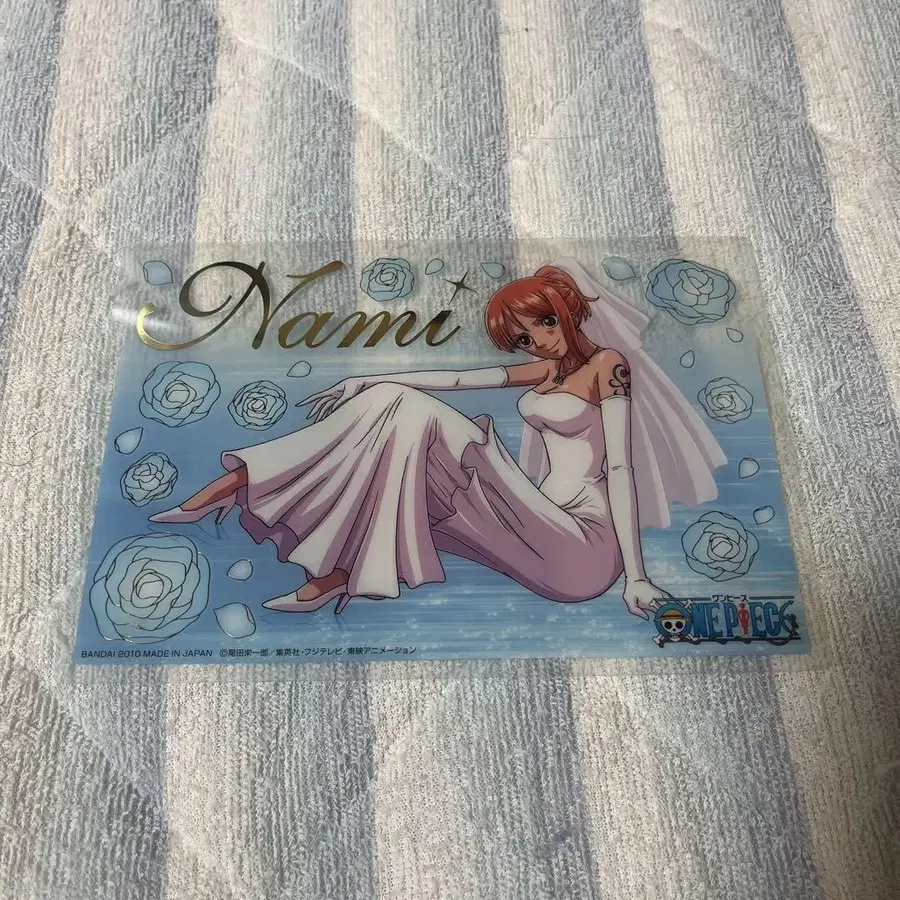 Nami
ワンピース
ONE PIECE
BANDAI 2010 MADE IN JAPAN ©尾田栄一郎／集英社・フジテレビ・東映アニメーション